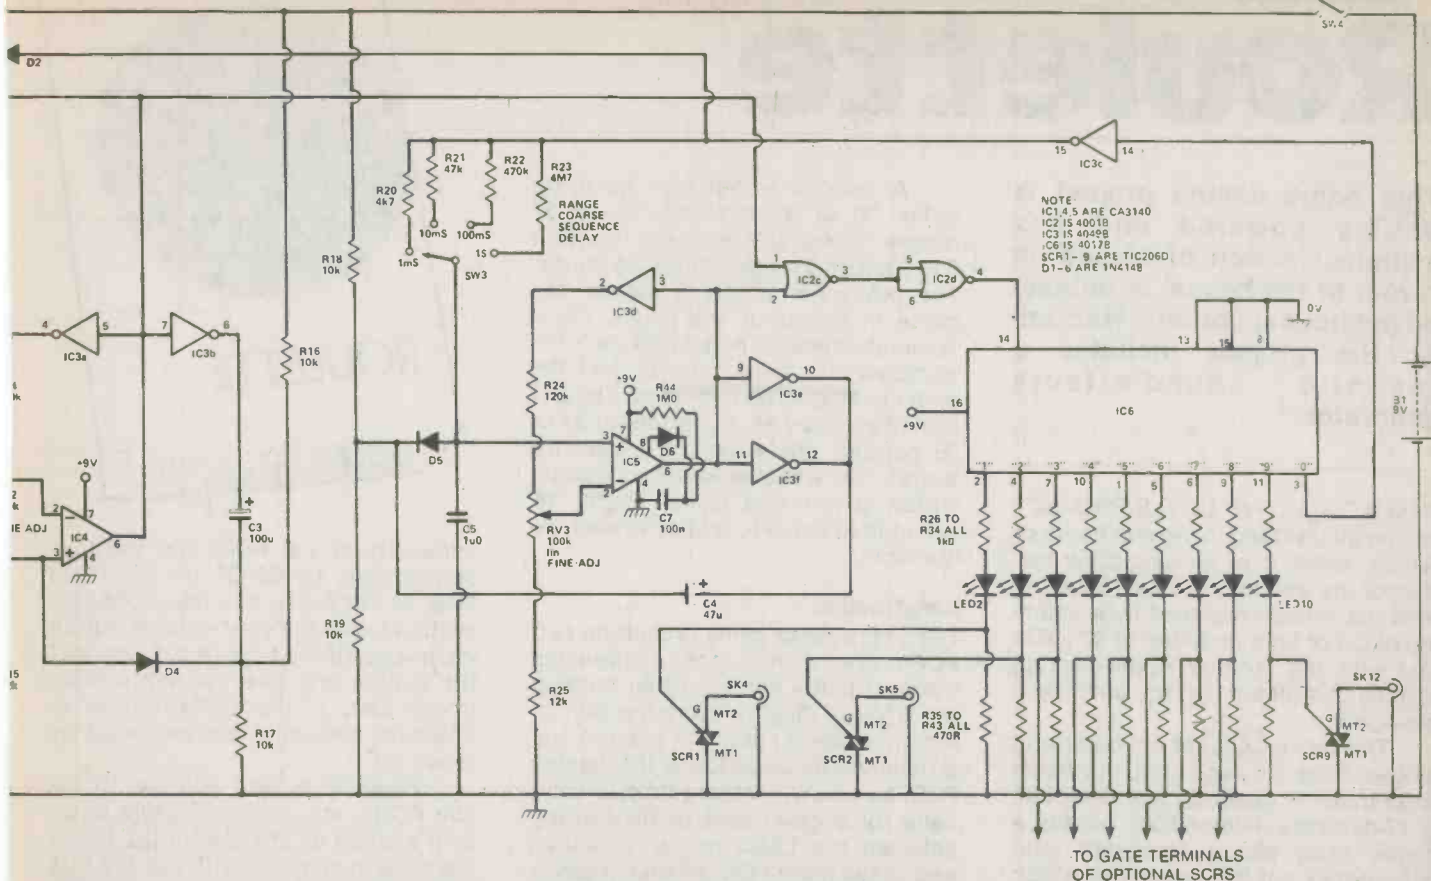 SW4
D2
R21
47k
R22
470k
R23
4M7
R20
4k7
RANGE
COARSE
SEQUENCE
DELAY
10mS
100mS
1mS
1S
SW3
15
14
IC3c
NOTE
IC1,4,5 ARE CA3140
IC2 IS 4001B
IC3 IS 4049B
IC6 IS 4017B
SCR1-9 ARE TIC206D
D1-6 ARE 1N4148
R18
10k
2
3
IC3d
1
2
3
IC2c
5
6
4
IC2d
0V
4
5
IC3a
7
6
IC3b
R16
10k
14
13
15
8
R24
120k
+9V
R44
1M0
9
10
IC3e
16
+9V
IC6
B1
9V
D5
3
7
8
D6
IC5
6
2
4
11
12
IC3f
"1" "2" "3" "4" "5" "6" "7" "8" "9" "0"
2 4 7 10 1 5 6 9 11 3
+9V
FINE ADJ
2
7
IC4
6
3
4
C3
100u
C5
1u0
RV3
100k
lin
FINE ADJ
C7
100n
R26 TO
R34 ALL
1k0
LED2
LED10
C4
47u
R19
10k
D4
R17
10k
R25
12k
SK4
G
MT2
SCR1
MT1
SK5
G
MT2
SCR2
MT1
R35 TO
R43 ALL
470R
SK12
G
MT2
SCR9
MT1
TO GATE TERMINALS
OF OPTIONAL SCRS